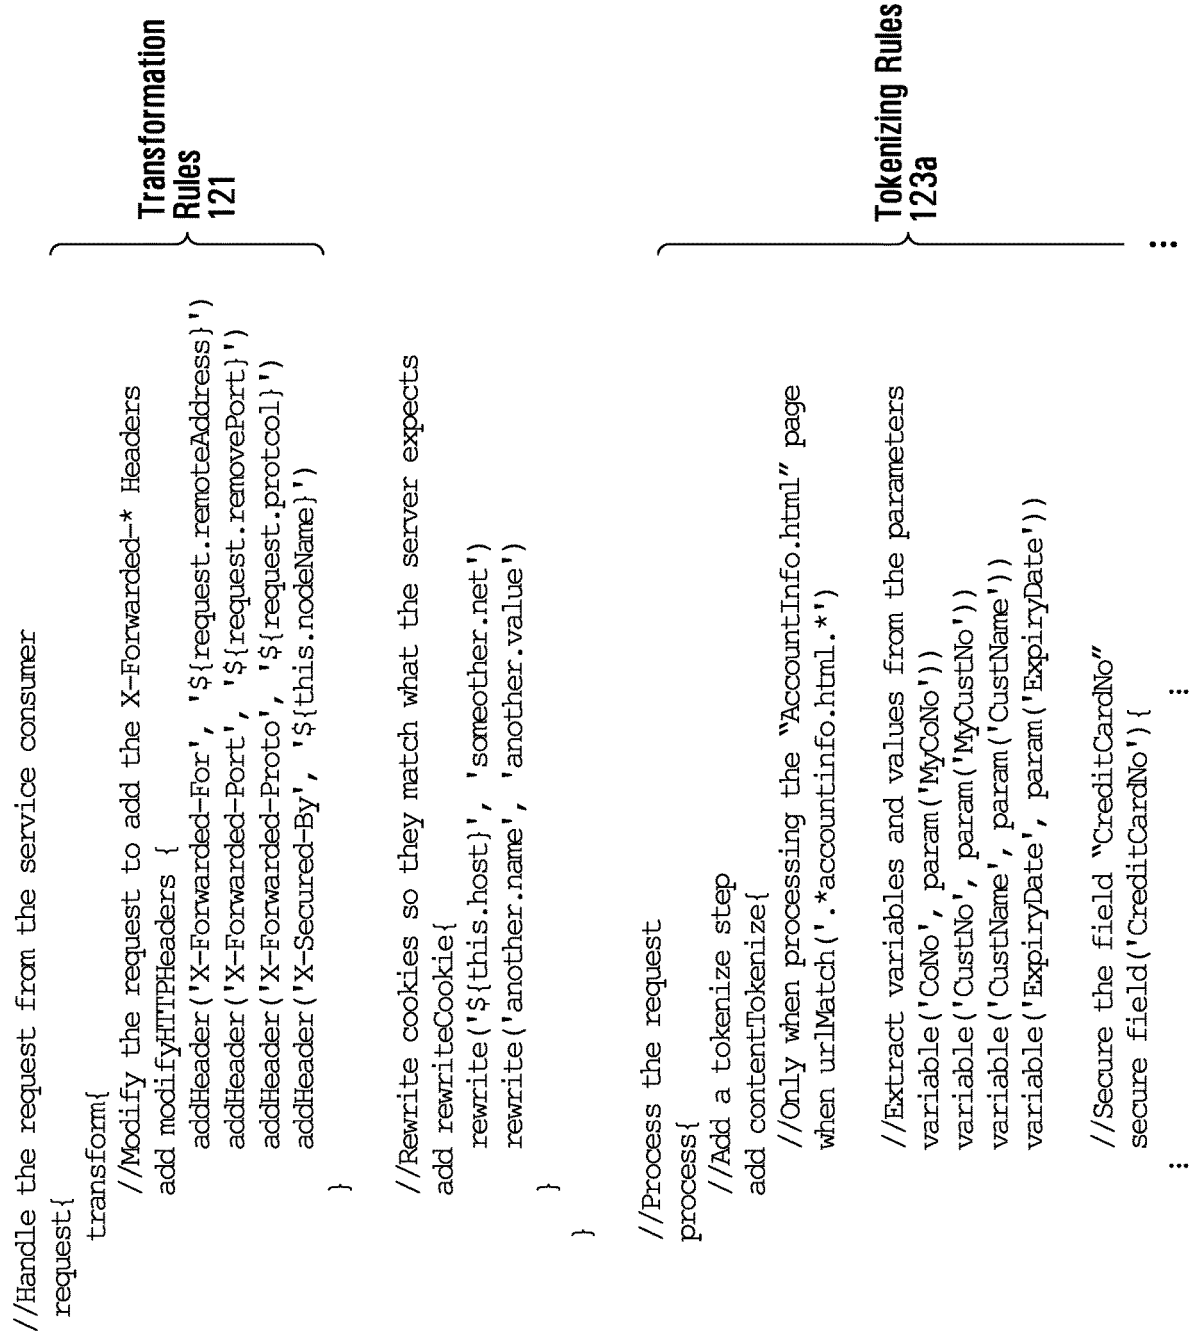 //Handle the request from the service consumer
request{
transform{
//Modify the request to add the X-Forwarded-* Headers
add modifyHTTPHeaders {
addHeader('X-Forwarded-For', '${request.remoteAddress}')
addHeader('X-Forwarded-Port', '${request.removePort}')
addHeader('X-Forwarded-Proto', '${request.protcol}')
addHeader('X-Secured-By', '${this.nodeName}')
}
Transformation
Rules
121
//Rewrite cookies so they match what the server expects
add rewriteCookie{
rewrite('${this.host}', 'someother.net')
rewrite('another.name', 'another.value')
}
}
//Process the request
process{
//Add a tokenize step
add contentTokenize{
//Only when processing the “AccountInfo.html” page
when urlMatch('.*accountinfo.html.*')
//Extract variables and values from the parameters
variable('CoNo', param('MyCoNo'))
variable('CustNo', param('MyCustNo'))
variable('CustName', param('CustName'))
variable('ExpiryDate', param('ExpiryDate'))
//Secure the field “CreditCardNo”
secure field('CreditCardNo'){
Tokenizing Rules
123a
⋮ ⋮ ⋮